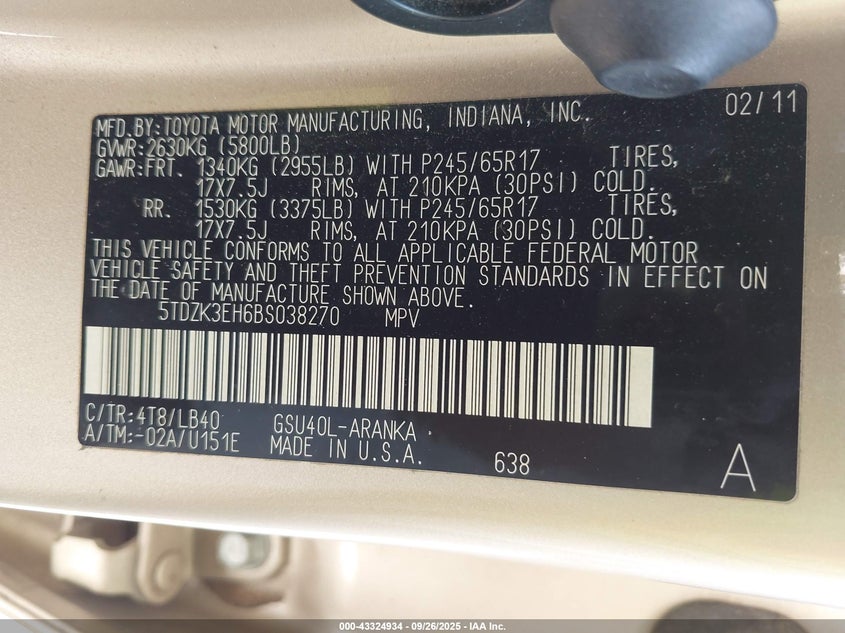 02/11
MFD.BY:TOYOTA MOTOR MANUFACTURING, INDIANA, INC.
GVWR:2630KG (5800LB)
GAWR:FRT. 1340KG (2955LB) WITH P245/65R17 TIRES,
17X7.5J RIMS, AT 210KPA (30PSI) COLD.
RR. 1530KG (3375LB) WITH P245/65R17 TIRES,
17X7.5J RIMS, AT 210KPA (30PSI) COLD.
THIS VEHICLE CONFORMS TO ALL APPLICABLE FEDERAL MOTOR
VEHICLE SAFETY AND THEFT PREVENTION STANDARDS IN EFFECT ON
THE DATE OF MANUFACTURE SHOWN ABOVE.
5TDZK3EH6BS038270 MPV
C/TR:4T8/LB40 GSU40L-ARANKA
A/TM:-02A/U151E MADE IN U.S.A. 638 A
000-43324934 - 09/26/2025 - IAA Inc.